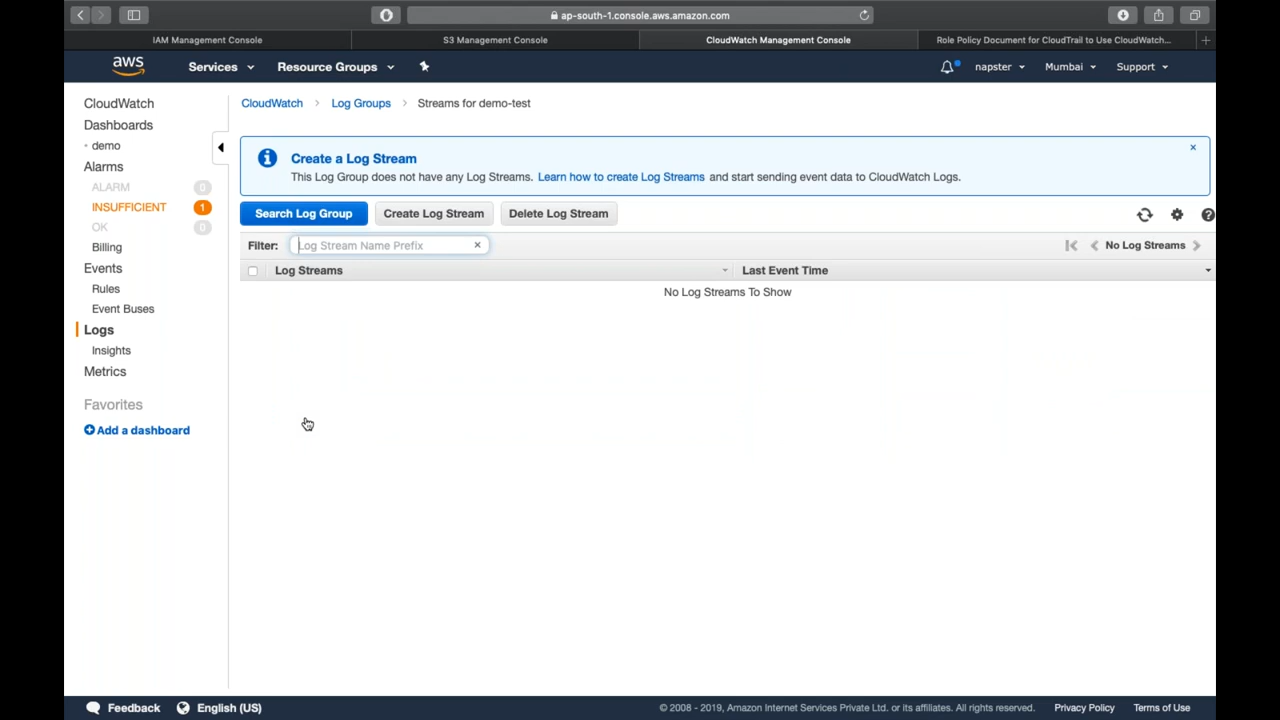 ap-south-1.console.aws.amazon.com
IAM Management Console
S3 Management Console
CloudWatch Management Console
Role Policy Document for CloudTrail to Use CloudWatch...
aws
Services
Resource Groups
napster
Mumbai
Support
CloudWatch
Dashboards
demo
Alarms
ALARM 0
INSUFFICIENT 1
OK 0
Billing
Events
Rules
Event Buses
Logs
Insights
Metrics
Favorites
Add a dashboard
CloudWatch > Log Groups > Streams for demo-test
Create a Log Stream
This Log Group does not have any Log Streams. Learn how to create Log Streams and start sending event data to CloudWatch Logs.
Search Log Group Create Log Stream Delete Log Stream
Filter: Log Stream Name Prefix
No Log Streams
Log Streams
Last Event Time
No Log Streams To Show
Feedback
English (US)
© 2008 - 2019, Amazon Internet Services Private Ltd. or its affiliates. All rights reserved.
Privacy Policy
Terms of Use